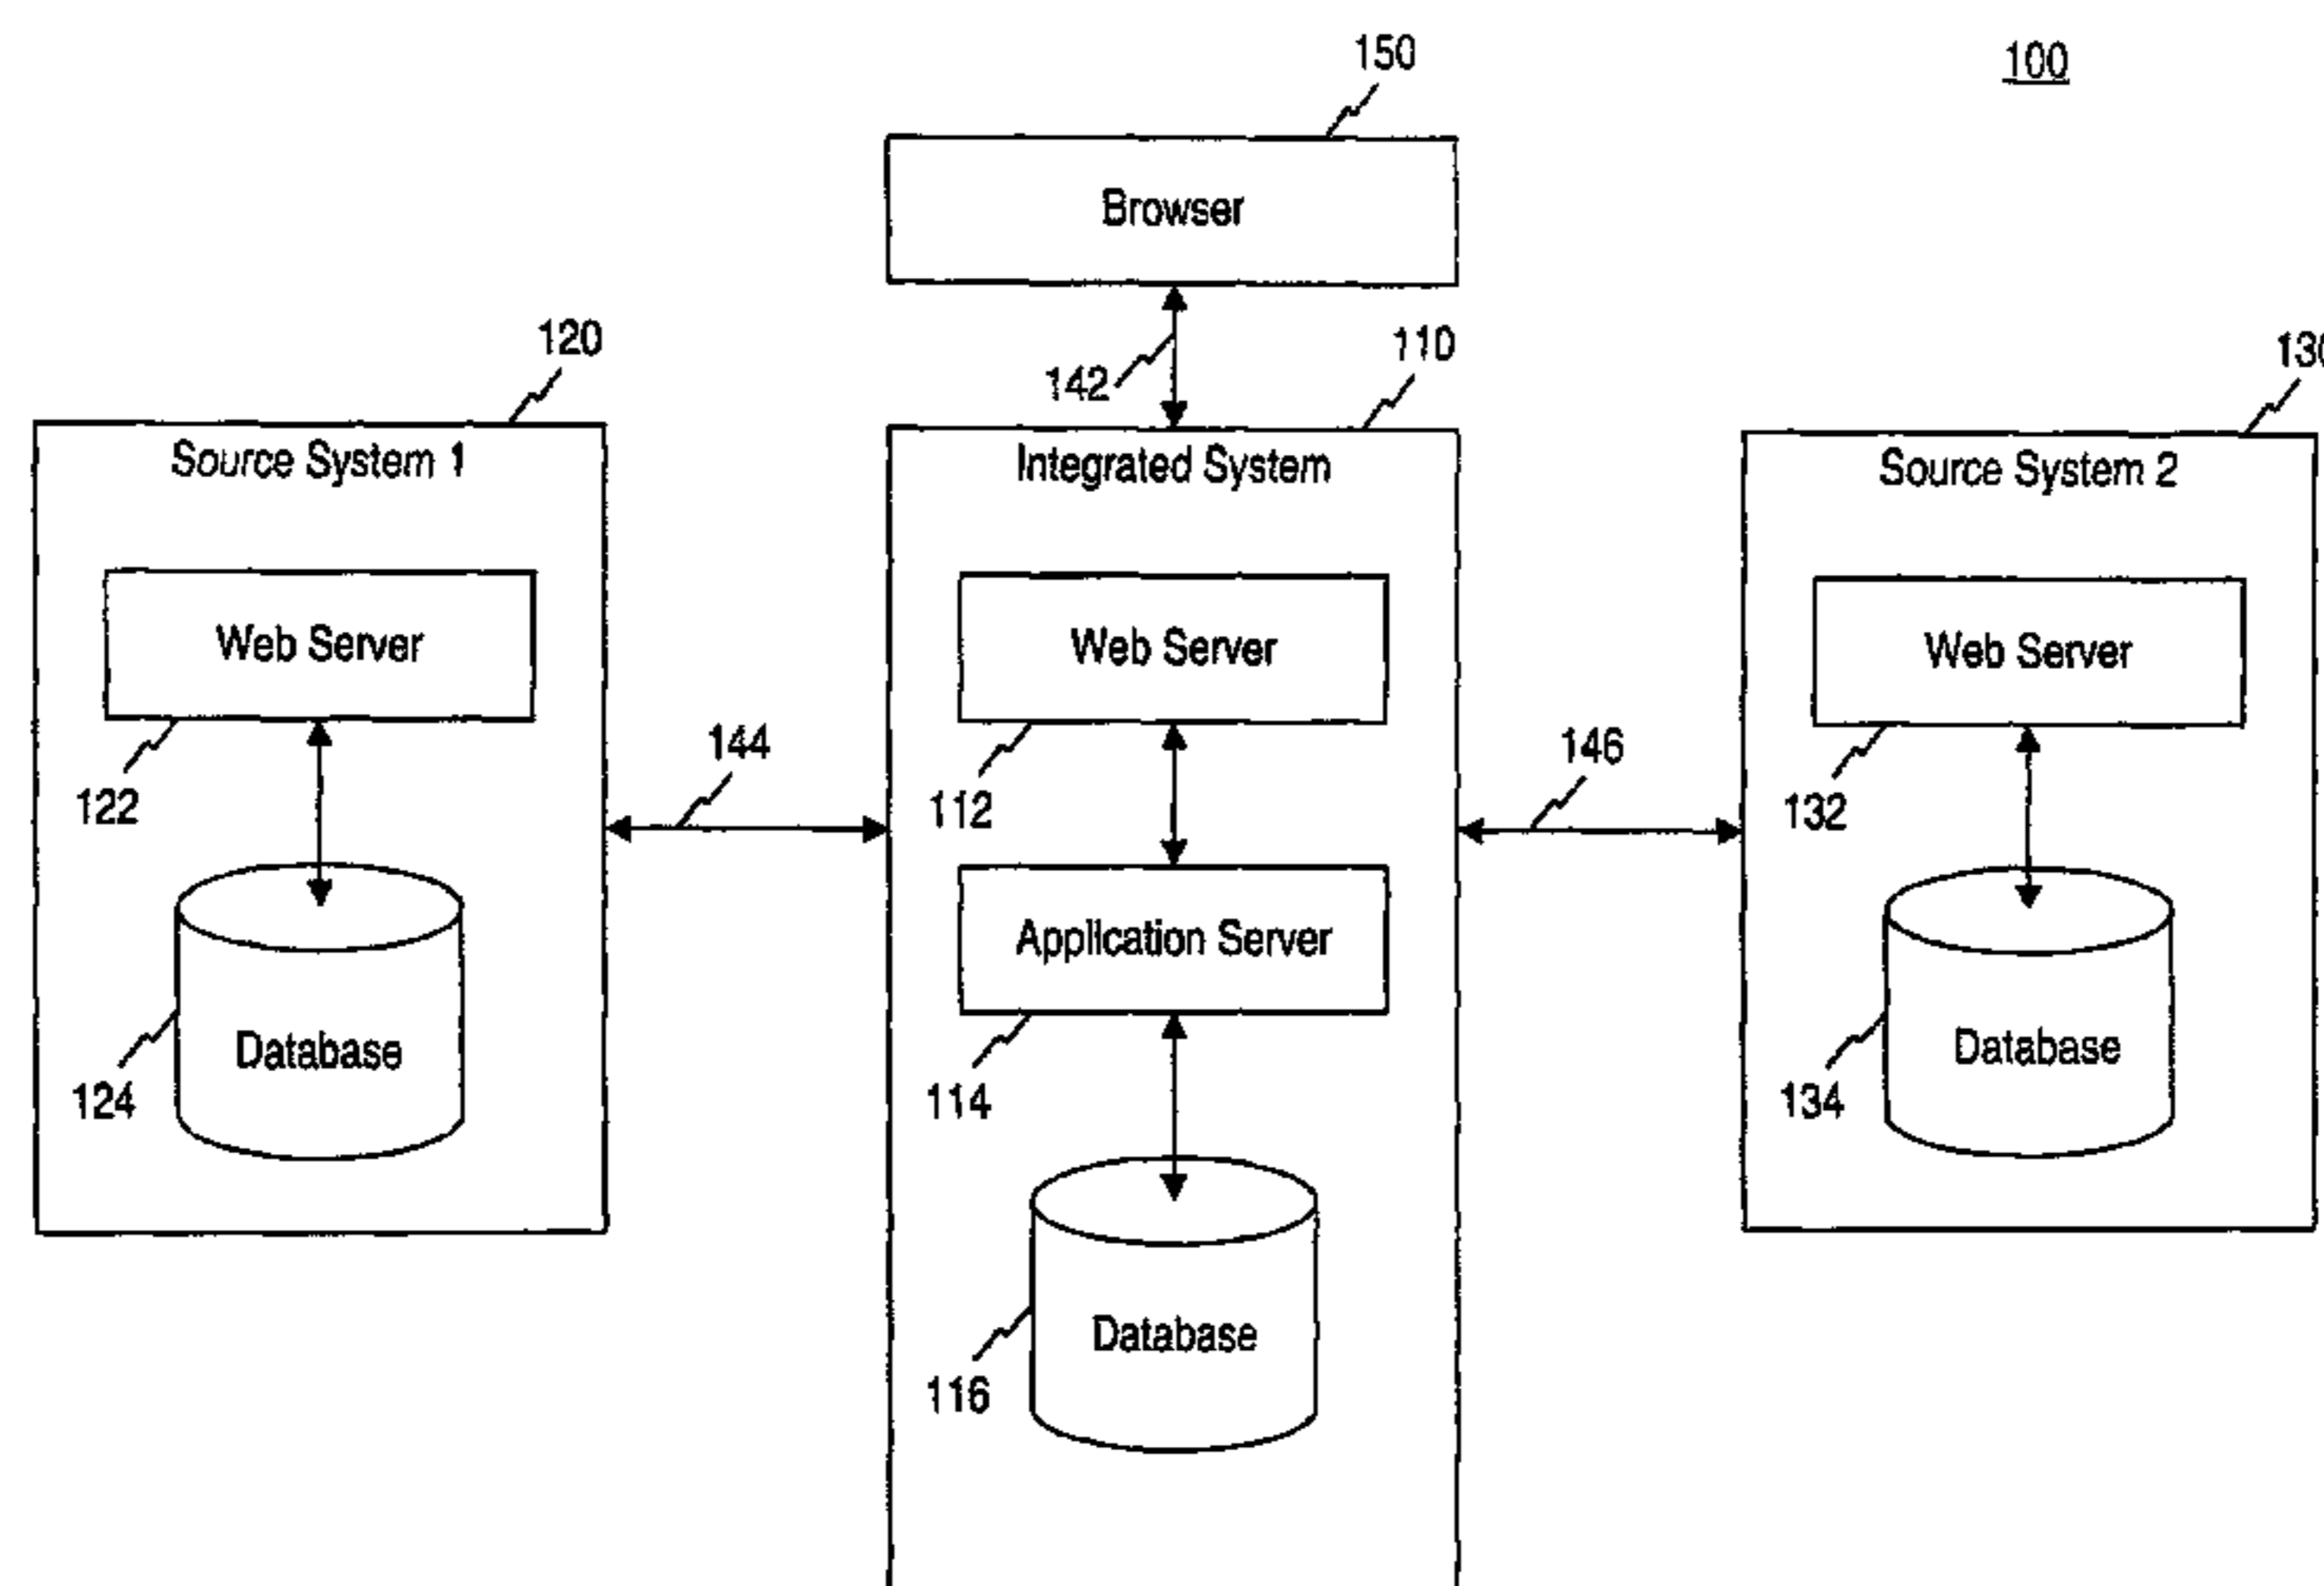 150
100
Browser
120
142
110
130
Source System 1
Integrated System
Source System 2
Web Server
Web Server
Web Server
144
146
122
112
132
Application Server
Database
Database
124
114
134
Database
116